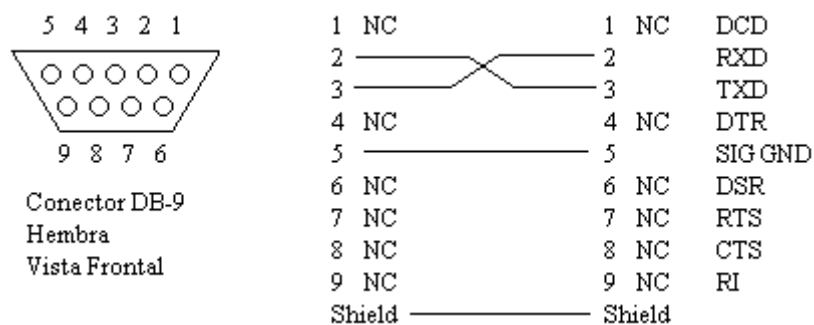 5 4 3 2 1
9 8 7 6
Conector DB-9
Hembra
Vista Frontal
1 NC 1 NC DCD
2 2 RXD
3 3 TXD
4 NC 4 NC DTR
5 5 SIG GND
6 NC 6 NC DSR
7 NC 7 NC RTS
8 NC 8 NC CTS
9 NC 9 NC RI
Shield Shield